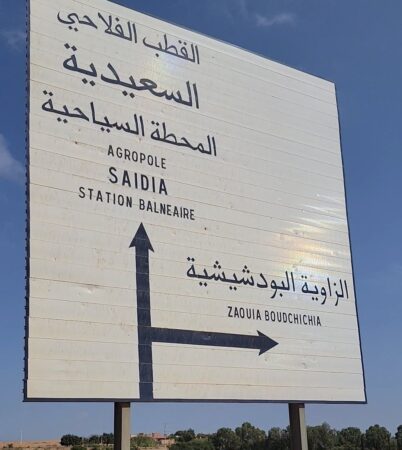 القطب الفلاحي
السعيدية
المحطة السياحية
AGROPOLE
SAIDIA
STATION BALNEAIRE
الزاوية البودشيشية
ZAOUIA BOUDCHICHIA